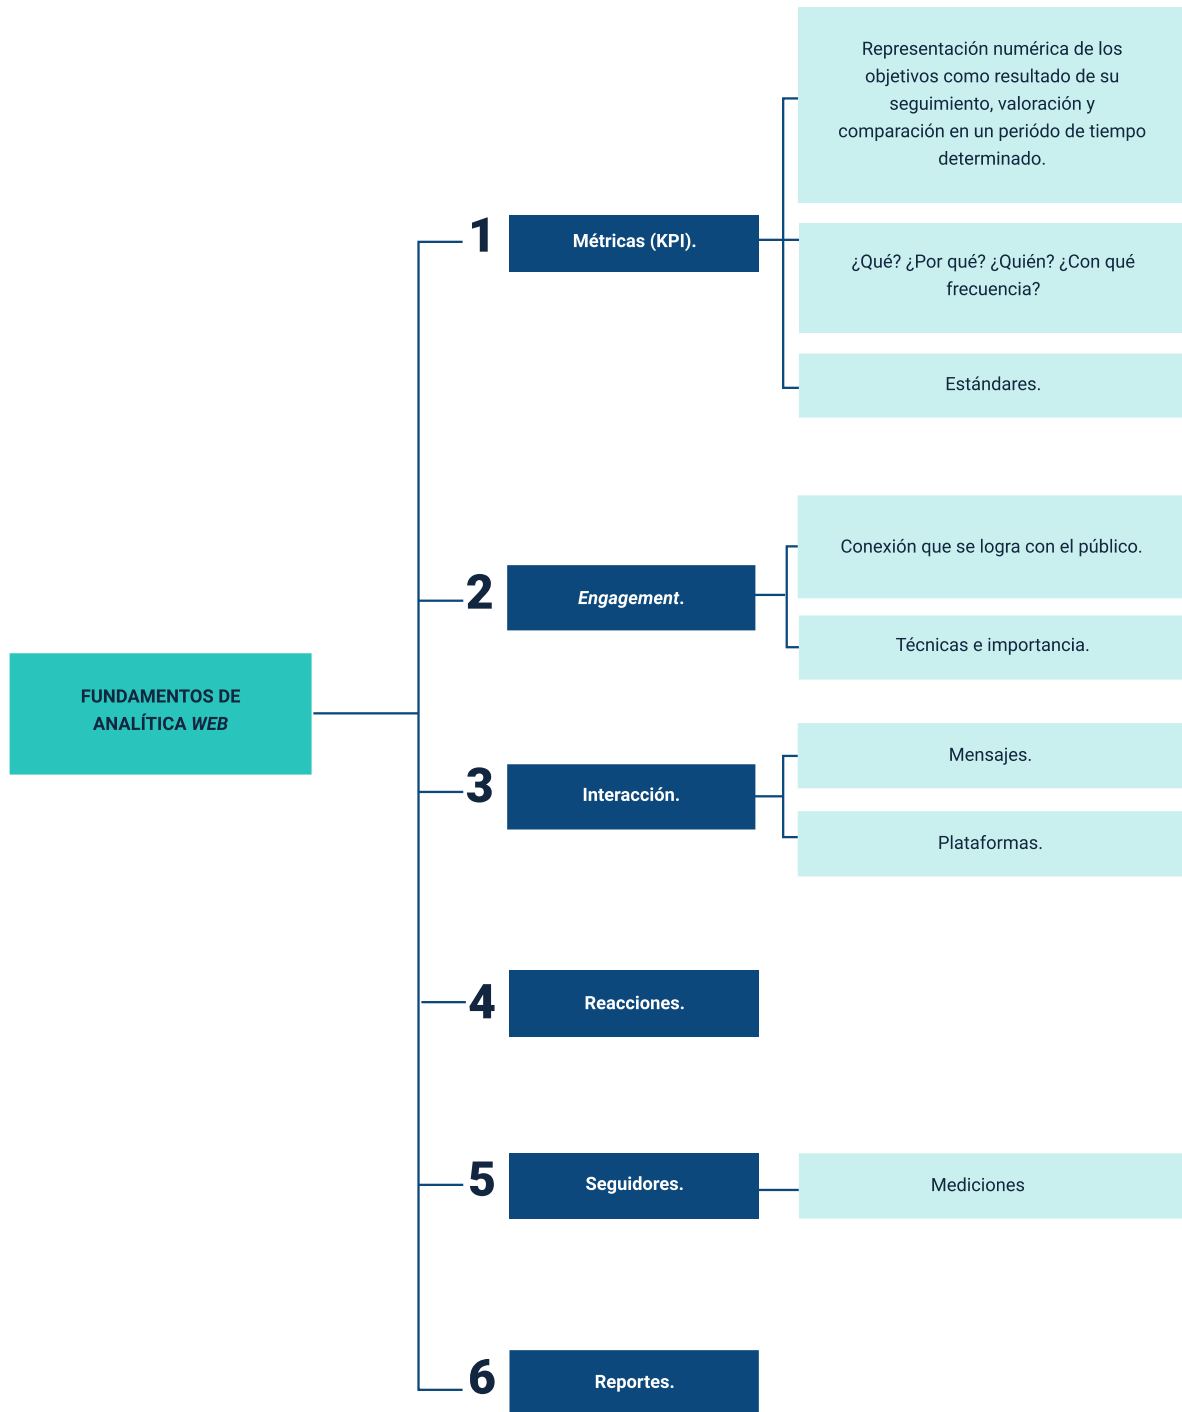 FUNDAMENTOS DE
ANALÍTICA WEB
1
Métricas (KPI).
Representación numérica de los
objetivos como resultado de su
seguimiento, valoración y
comparación en un periódo de tiempo
determinado.
¿Qué? ¿Por qué? ¿Quién? ¿Con qué
frecuencia?
Estándares.
2
Engagement.
Conexión que se logra con el público.
Técnicas e importancia.
3
Interacción.
Mensajes.
Plataformas.
4
Reacciones.
5
Seguidores.
Mediciones
6
Reportes.